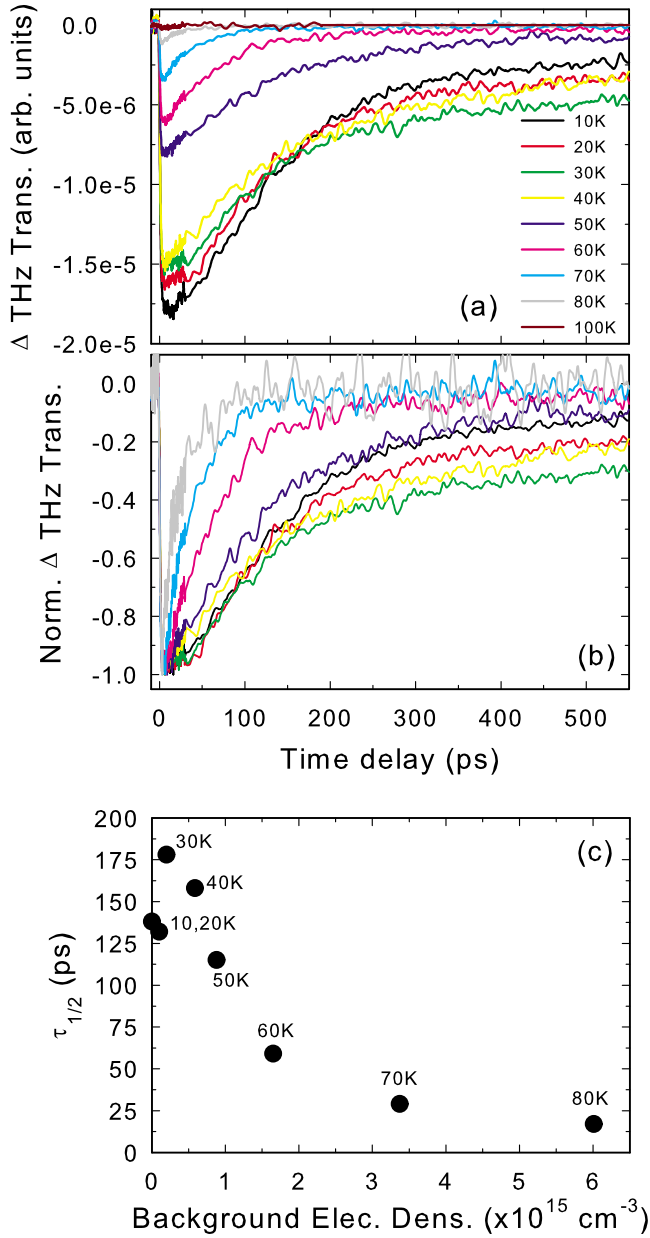 Δ THz Trans. (arb. units)
0.0
-5.0e-6
-1.0e-5
-1.5e-5
-2.0e-5
10K
20K
30K
40K
50K
60K
70K
80K
100K
(a)
Norm. Δ THz Trans.
0.0
-0.2
-0.4
-0.6
-0.8
-1.0
(b)
0 100 200 300 400 500
Time delay (ps)
τ1/2 (ps)
200
175
150
125
100
75
50
25
0
(c)
30K
40K
10,20K
50K
60K
70K
80K
0 1 2 3 4 5 6
Background Elec. Dens. (x10^15 cm^-3)